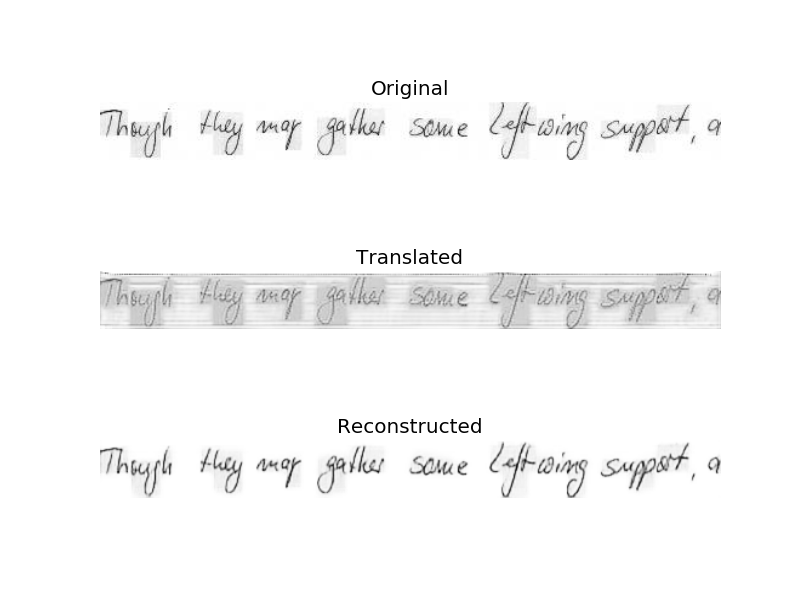 Original
Though they may gather some Left-wing support, a
Translated
Though they may gather some Left-wing support, a
Reconstructed
Though they may gather some Left-wing support, a